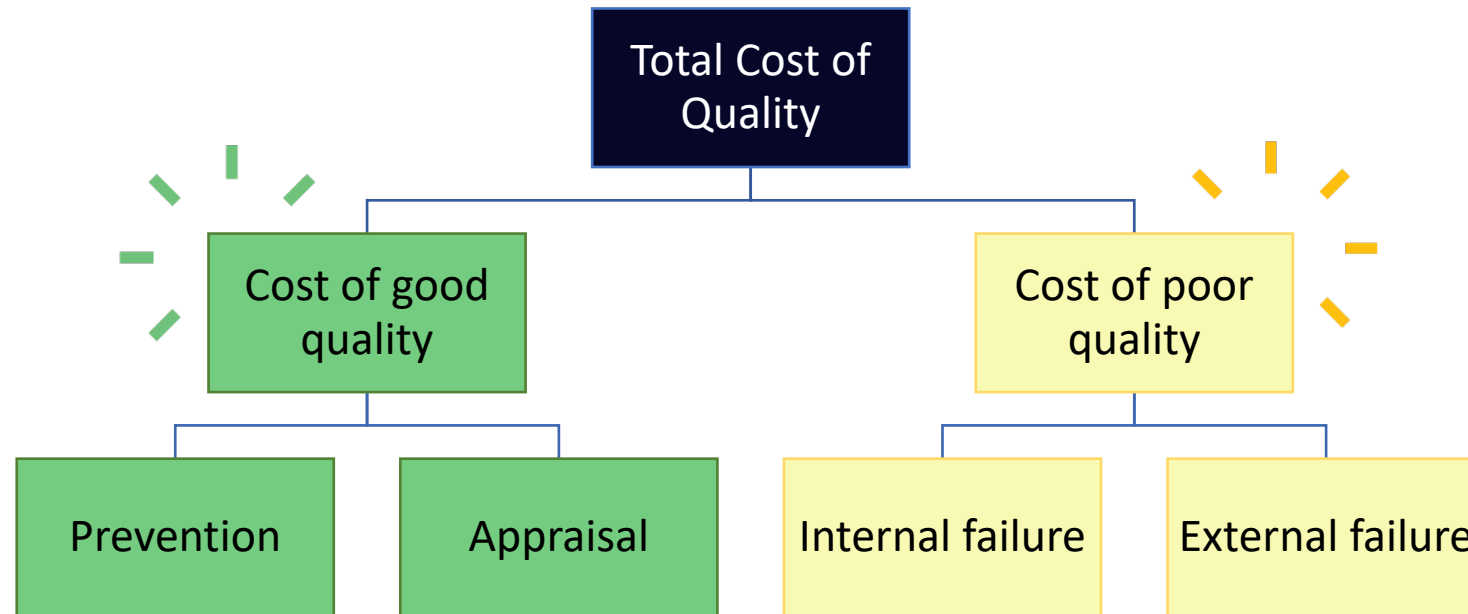 Total Cost of
Quality
Cost of good
quality
Cost of poor
quality
Prevention
Appraisal
Internal failure
External failure